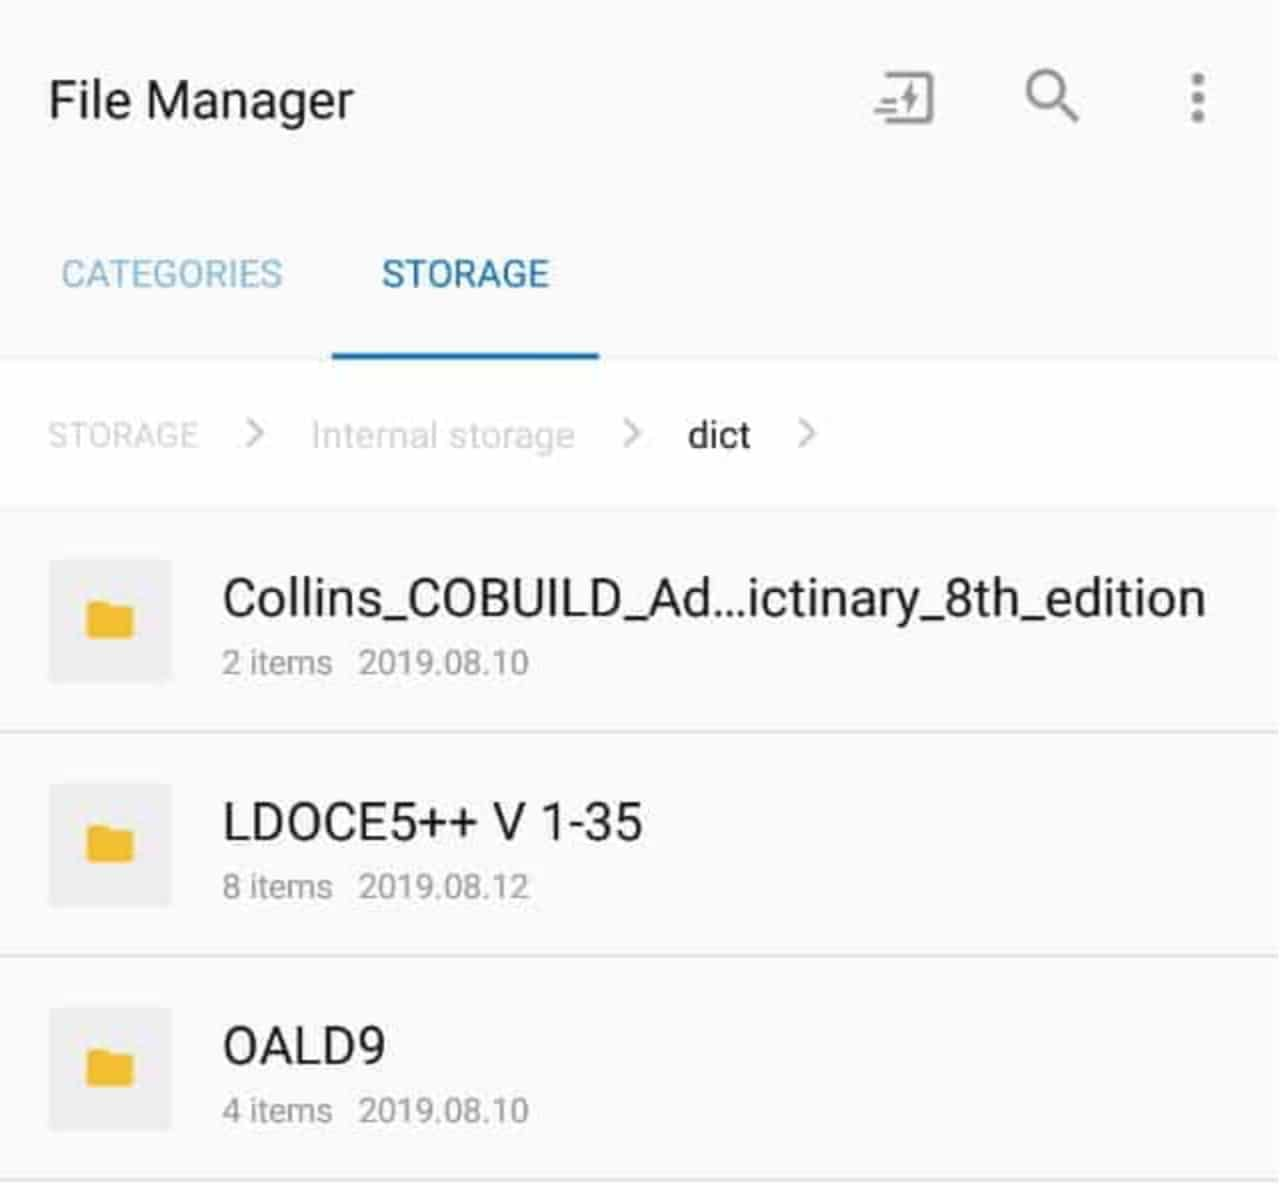 File Manager
CATEGORIES STORAGE
STORAGE > Internal storage > dict >
Collins_COBUILD_Ad...ictinary_8th_edition
2 items 2019.08.10
LDOCE5++ V 1-35
8 items 2019.08.12
OALD9
4 items 2019.08.10